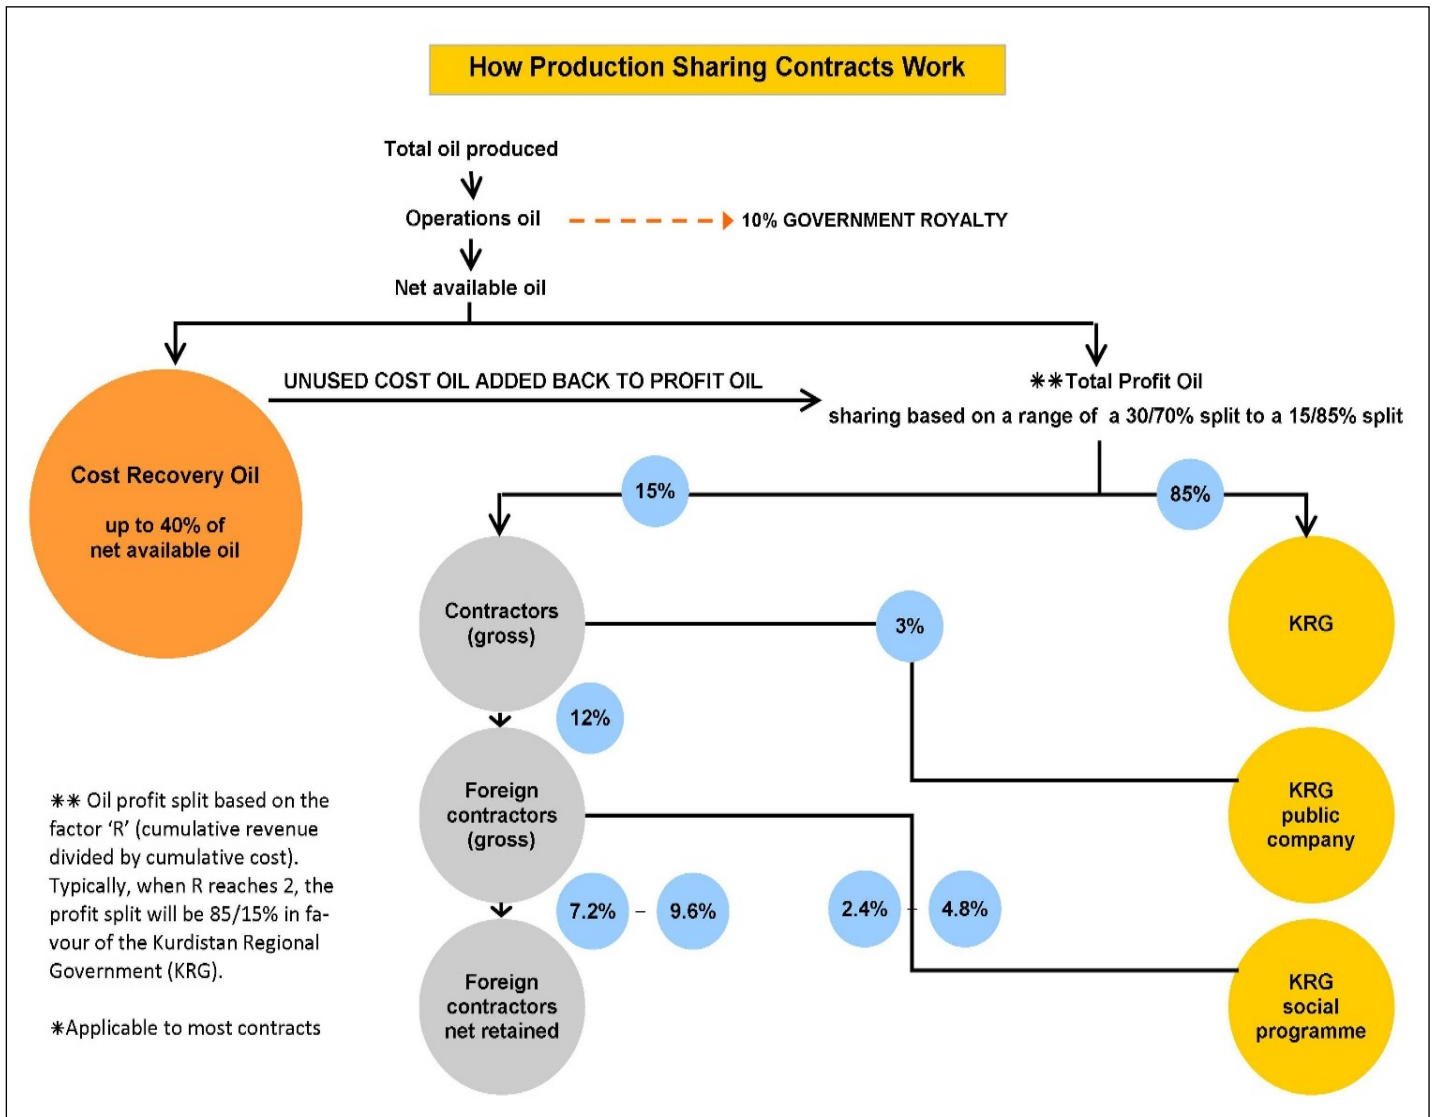 How Production Sharing Contracts Work
Total oil produced
Operations oil
10% GOVERNMENT ROYALTY
Net available oil
UNUSED COST OIL ADDED BACK TO PROFIT OIL
**Total Profit Oil
sharing based on a range of a 30/70% split to a 15/85% split
Cost Recovery Oil
up to 40% of
net available oil
15%
85%
Contractors
(gross)
3%
KRG
12%
Foreign
contractors
(gross)
KRG
public
company
7.2% – 9.6%
2.4% – 4.8%
Foreign
contractors
net retained
KRG
social
programme
** Oil profit split based on the
factor ‘R’ (cumulative revenue
divided by cumulative cost).
Typically, when R reaches 2, the
profit split will be 85/15% in fa-
vour of the Kurdistan Regional
Government (KRG).
*Applicable to most contracts